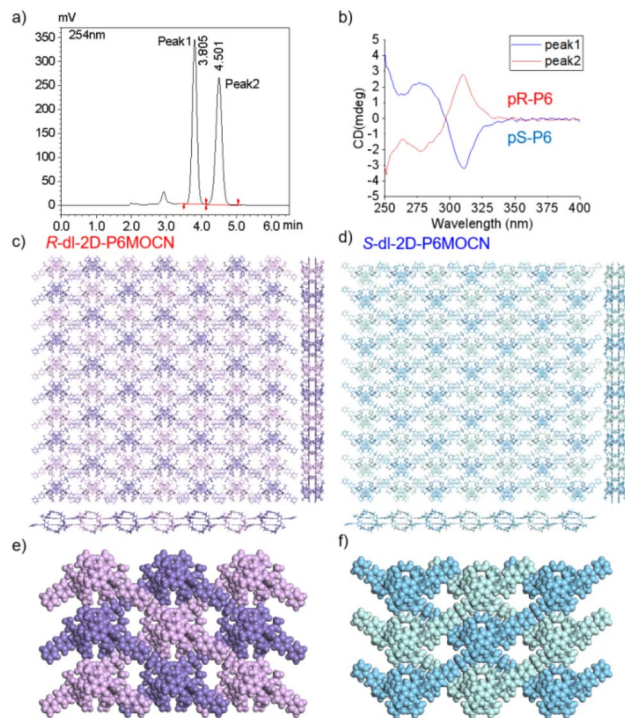 a)
mV
254nm
350
300
250
200
150
100
50
0
Peak1
3.805
4.501
Peak2
0.0 1.0 2.0 3.0 4.0 5.0 6.0 min
b)
CD(mdeg)
5
4
3
2
1
0
-1
-2
-3
-4
-5
peak1
peak2
pR-P6
pS-P6
250 275 300 325 350 375 400
Wavelength (nm)
c)
R-dl-2D-P6MOCN
d)
S-dl-2D-P6MOCN
e)
f)